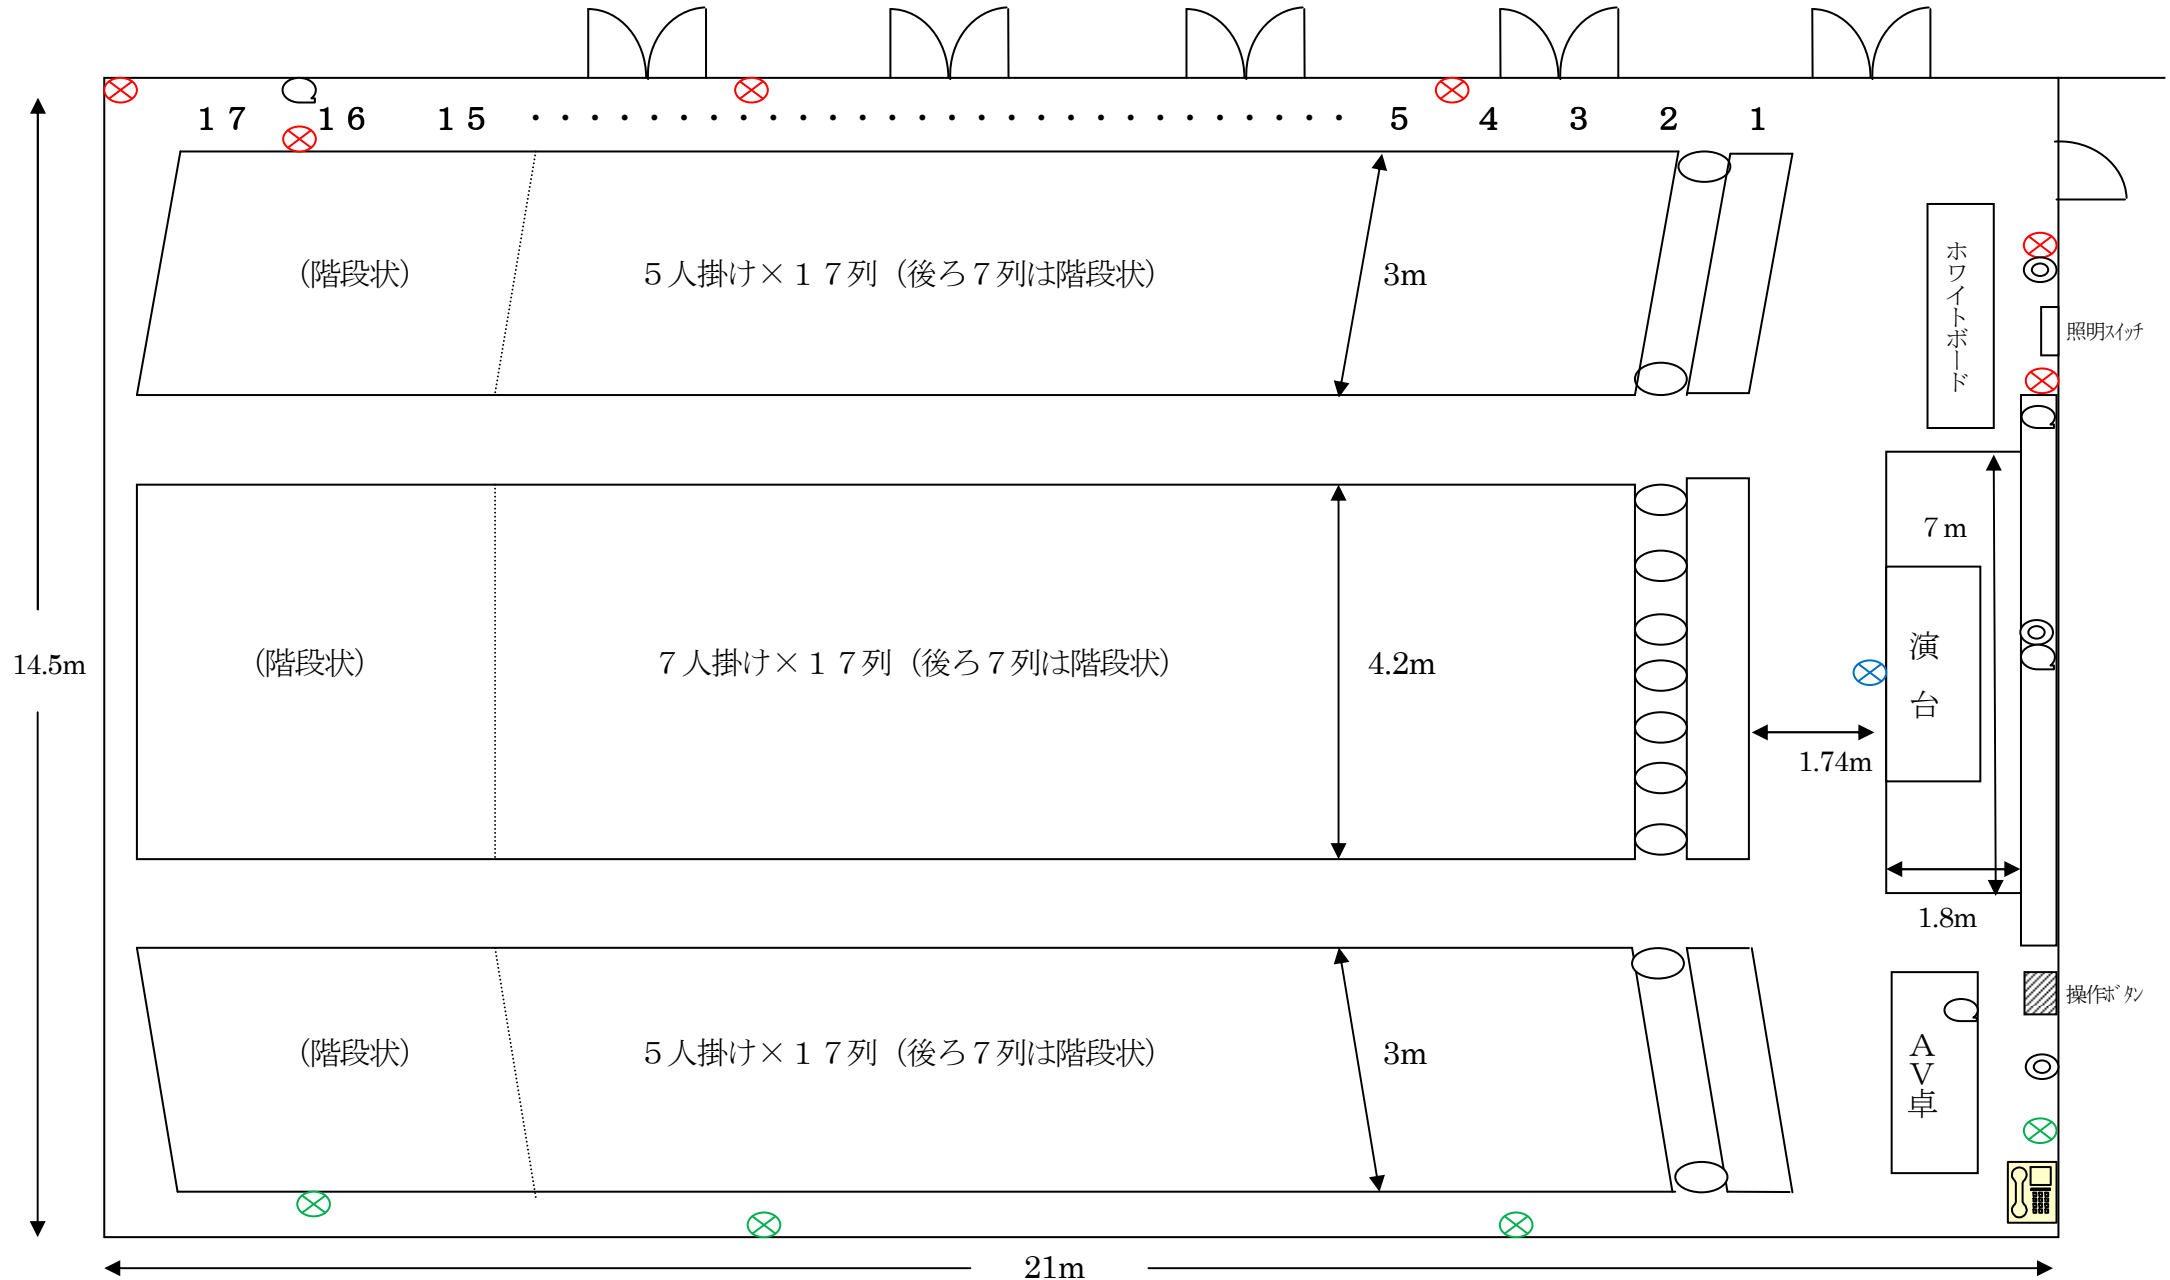 １７ １６ １５ ・・・・・・・・・・・・・・・・・・・・・・・・・・・・ ５ ４ ３ ２ １
（階段状） ５人掛け×１７列（後ろ７列は階段状） 3m
ホワイトボード
照明ｽｲｯﾁ
７ｍ
14.5m
（階段状） ７人掛け×１７列（後ろ７列は階段状） 4.2m
演台
1.74m
1.8m
操作ﾎﾞﾀﾝ
（階段状） ５人掛け×１７列（後ろ７列は階段状） 3m
ＡＶ卓
21m